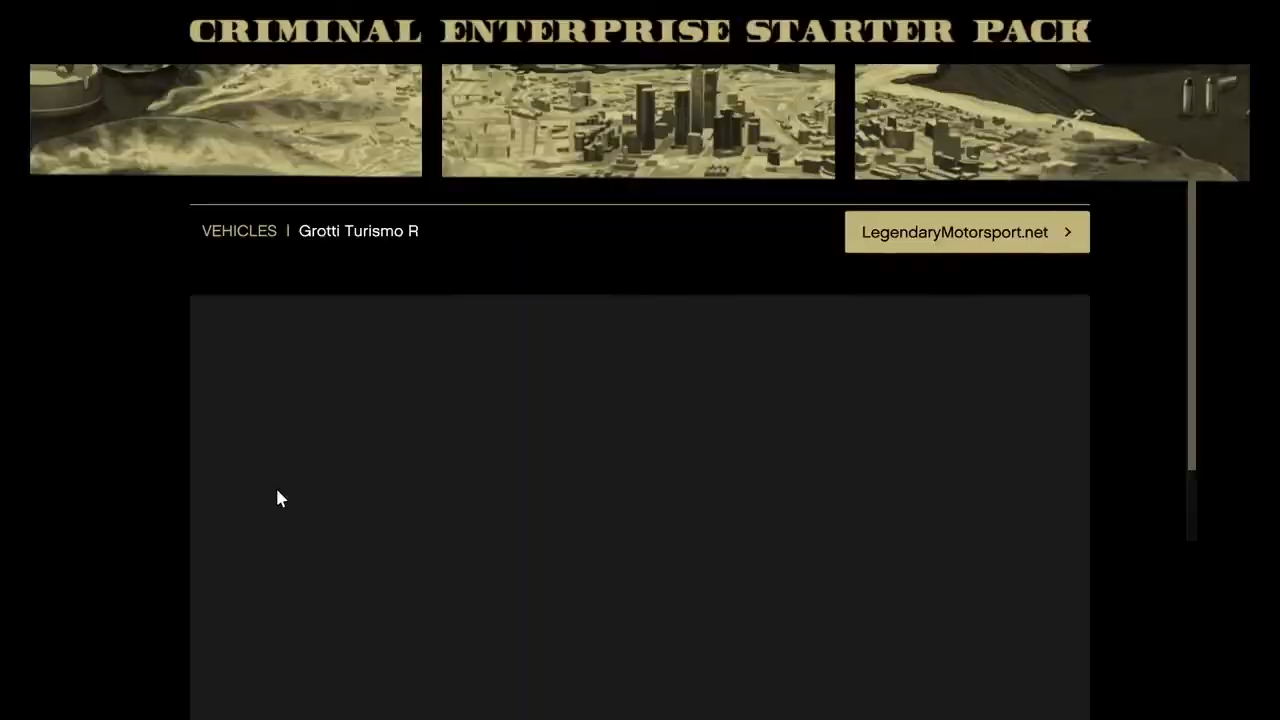 CRIMINAL ENTERPRISE STARTER PACK
VEHICLES | Grotti Turismo R
LegendaryMotorsport.net >